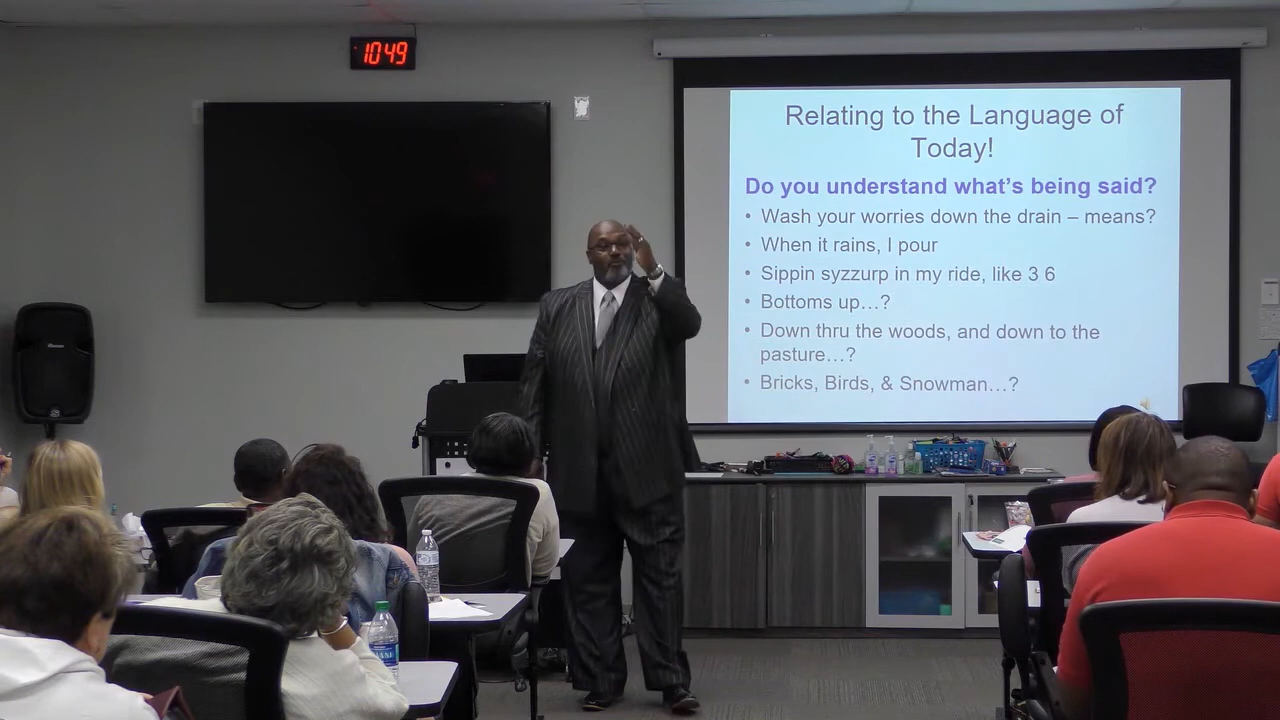 10:49
Relating to the Language of
Today!
Do you understand what's being said?
• Wash your worries down the drain – means?
• When it rains, I pour
• Sippin syzzurp in my ride, like 3 6
• Bottoms up…?
• Down thru the woods, and down to the
pasture…?
• Bricks, Birds, & Snowman…?